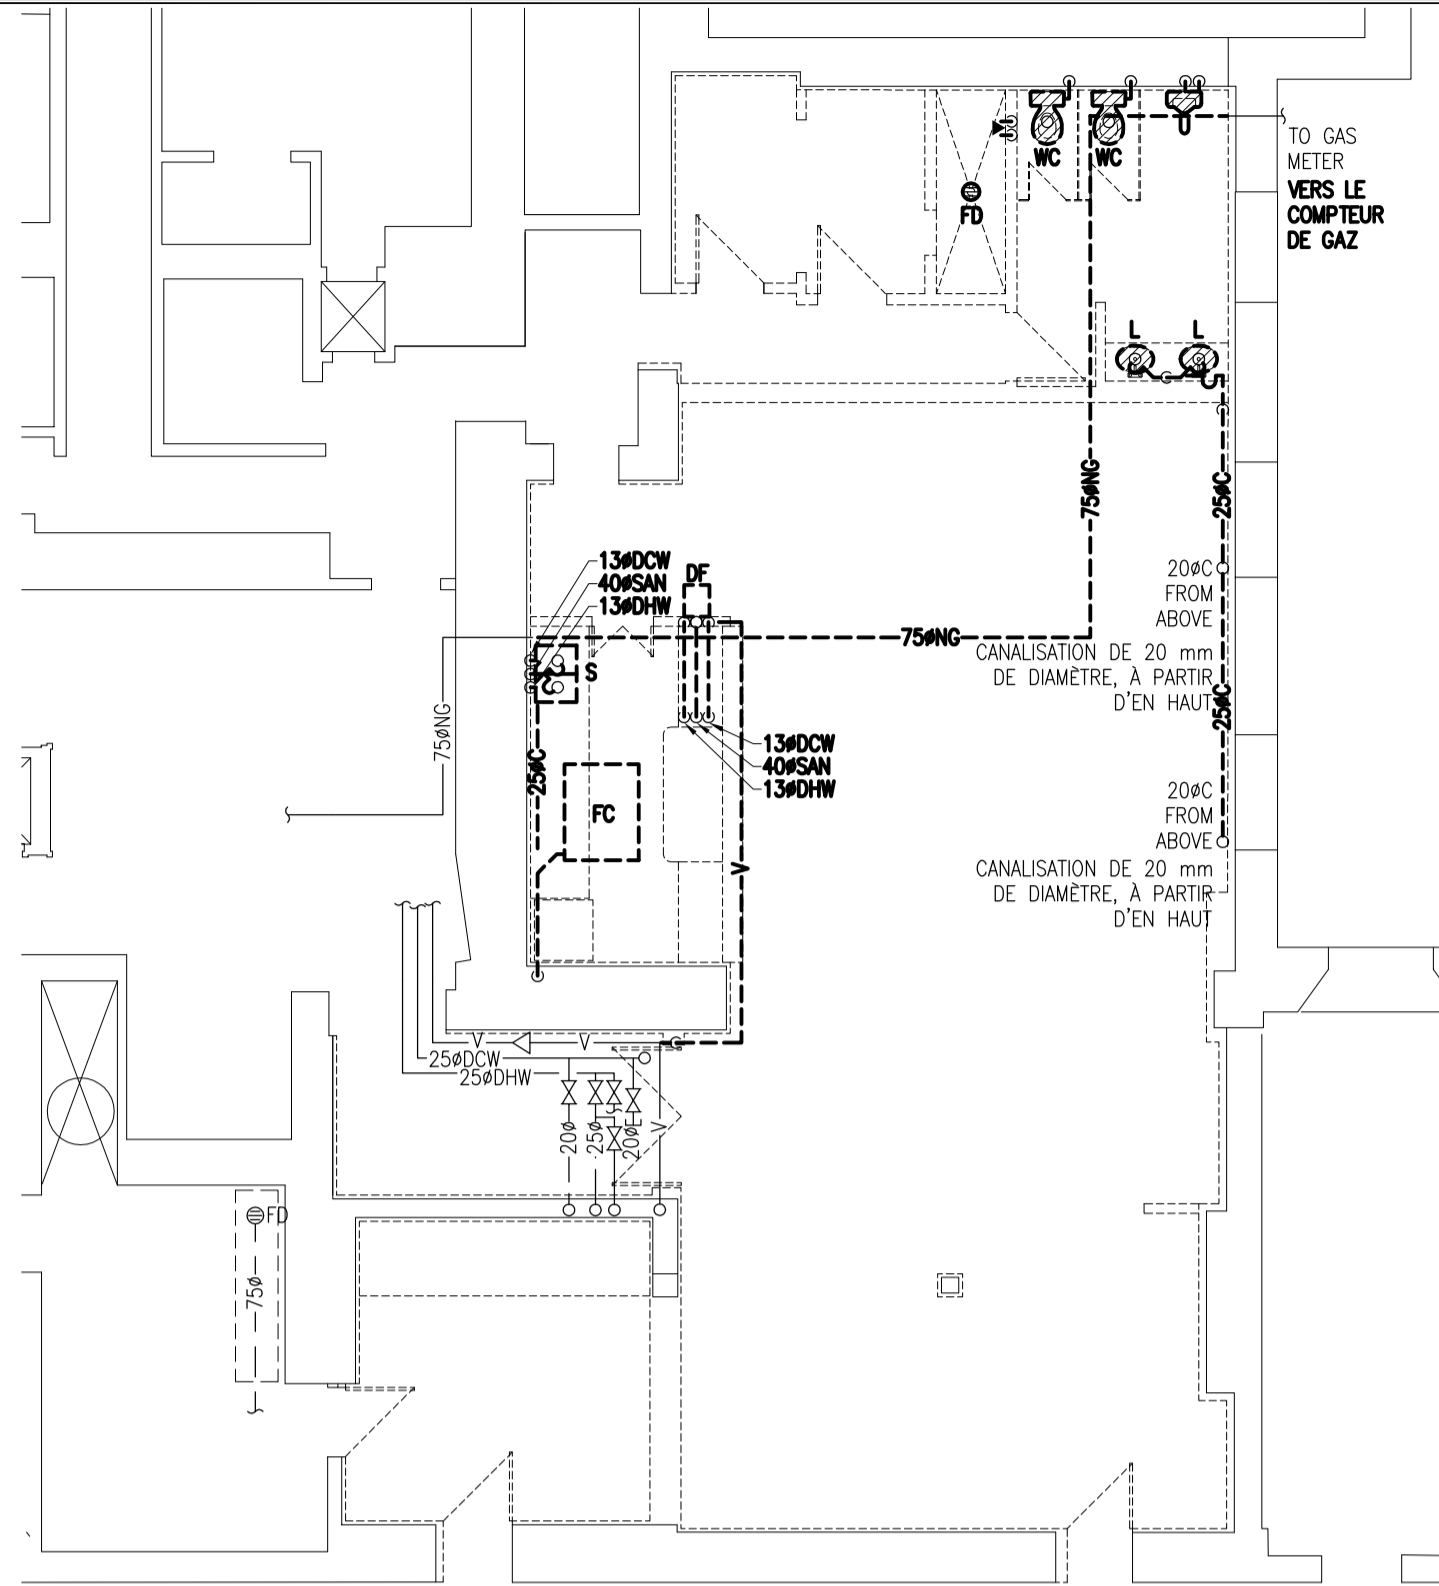 TO GAS
METER
VERS LE
COMPTEUR
DE GAZ
WC
WC
FD
L
L
75øNG
25øC
13øDCW
40øSAN
13øDHW
DF
20øC
FROM
ABOVE
75øNG
CANALISATION DE 20 mm
DE DIAMÈTRE, À PARTIR
D'EN HAUT
S
25øC
75øNG
13øDCW
40øSAN
13øDHW
25øC
FC
20øC
FROM
ABOVE
V
CANALISATION DE 20 mm
DE DIAMÈTRE, À PARTIR
D'EN HAUT
V
V
25øDCW
25øDHW
20ø
25ø
20øE
V
FD
75ø